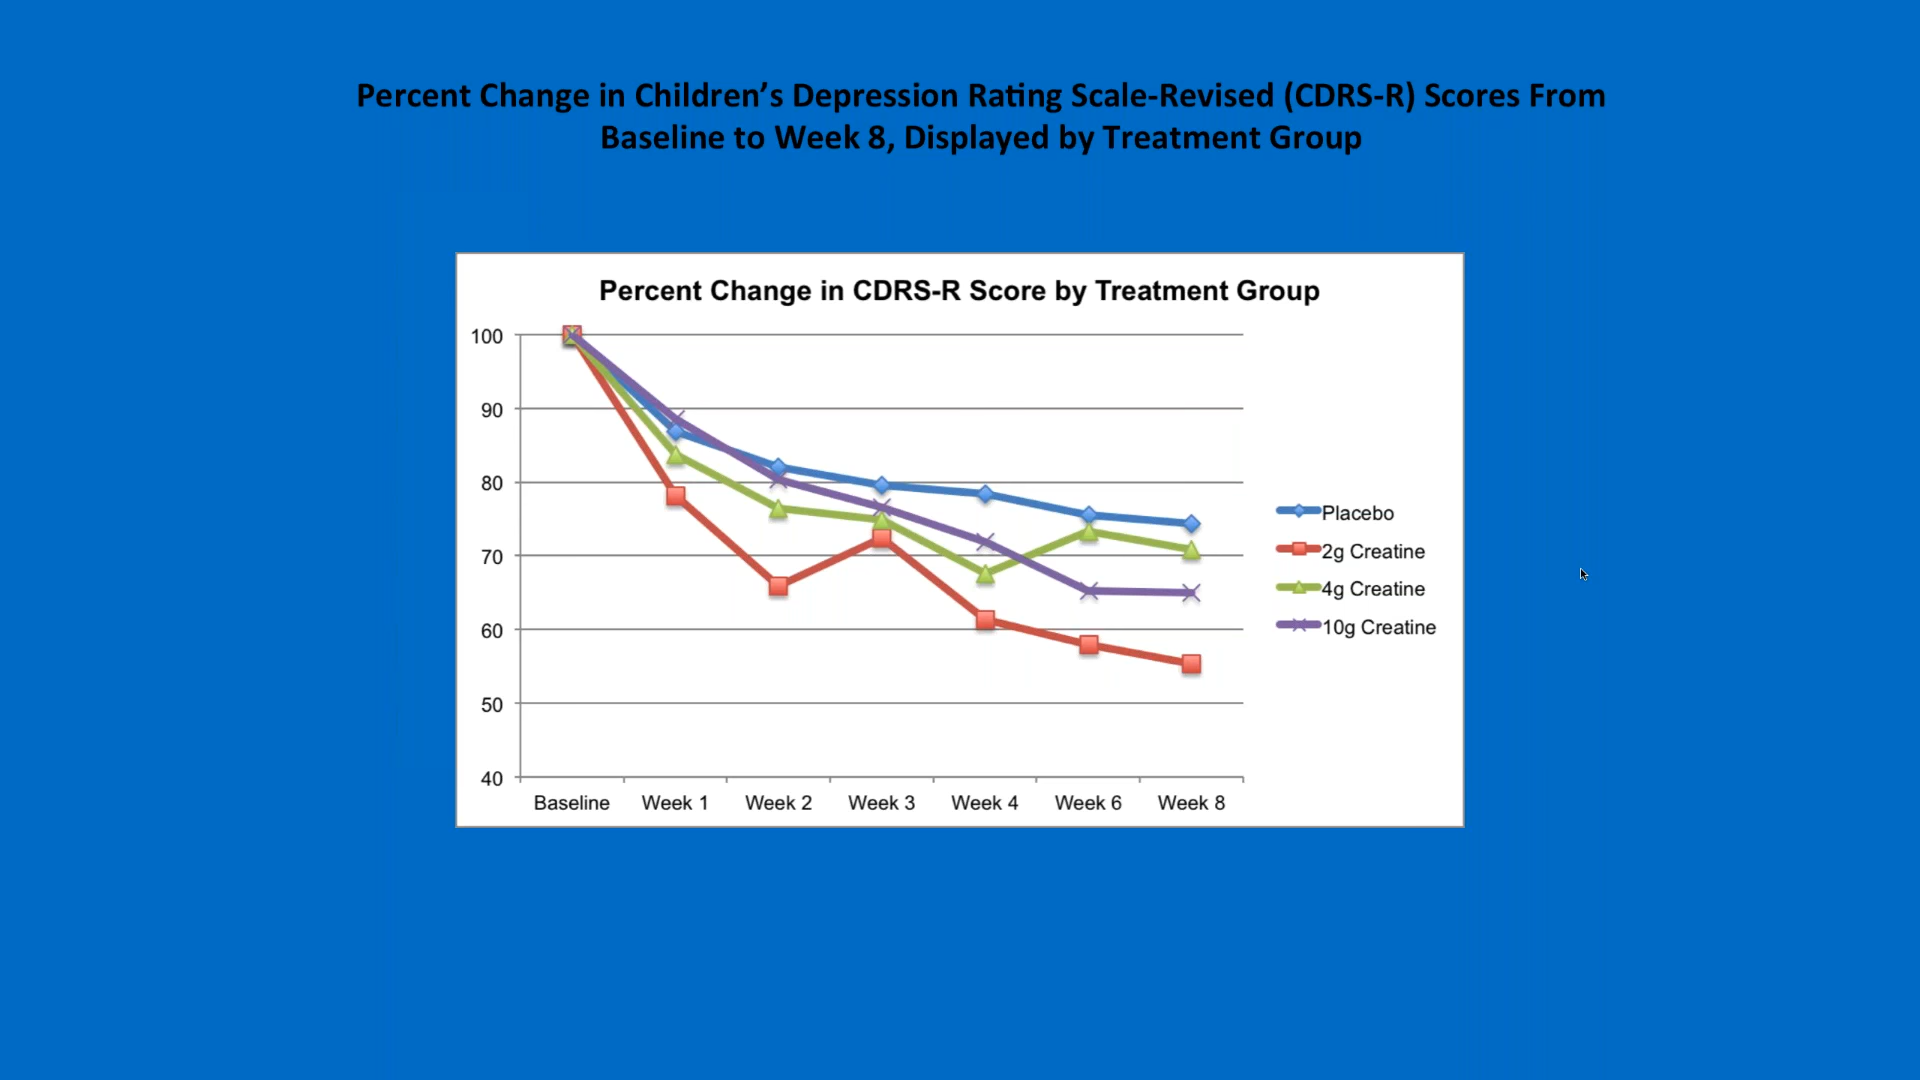 Percent Change in Children’s Depression Rating Scale-Revised (CDRS-R) Scores From
Baseline to Week 8, Displayed by Treatment Group
Percent Change in CDRS-R Score by Treatment Group
100
90
80
70
60
50
40
Baseline Week 1 Week 2 Week 3 Week 4 Week 6 Week 8
Placebo
2g Creatine
4g Creatine
10g Creatine